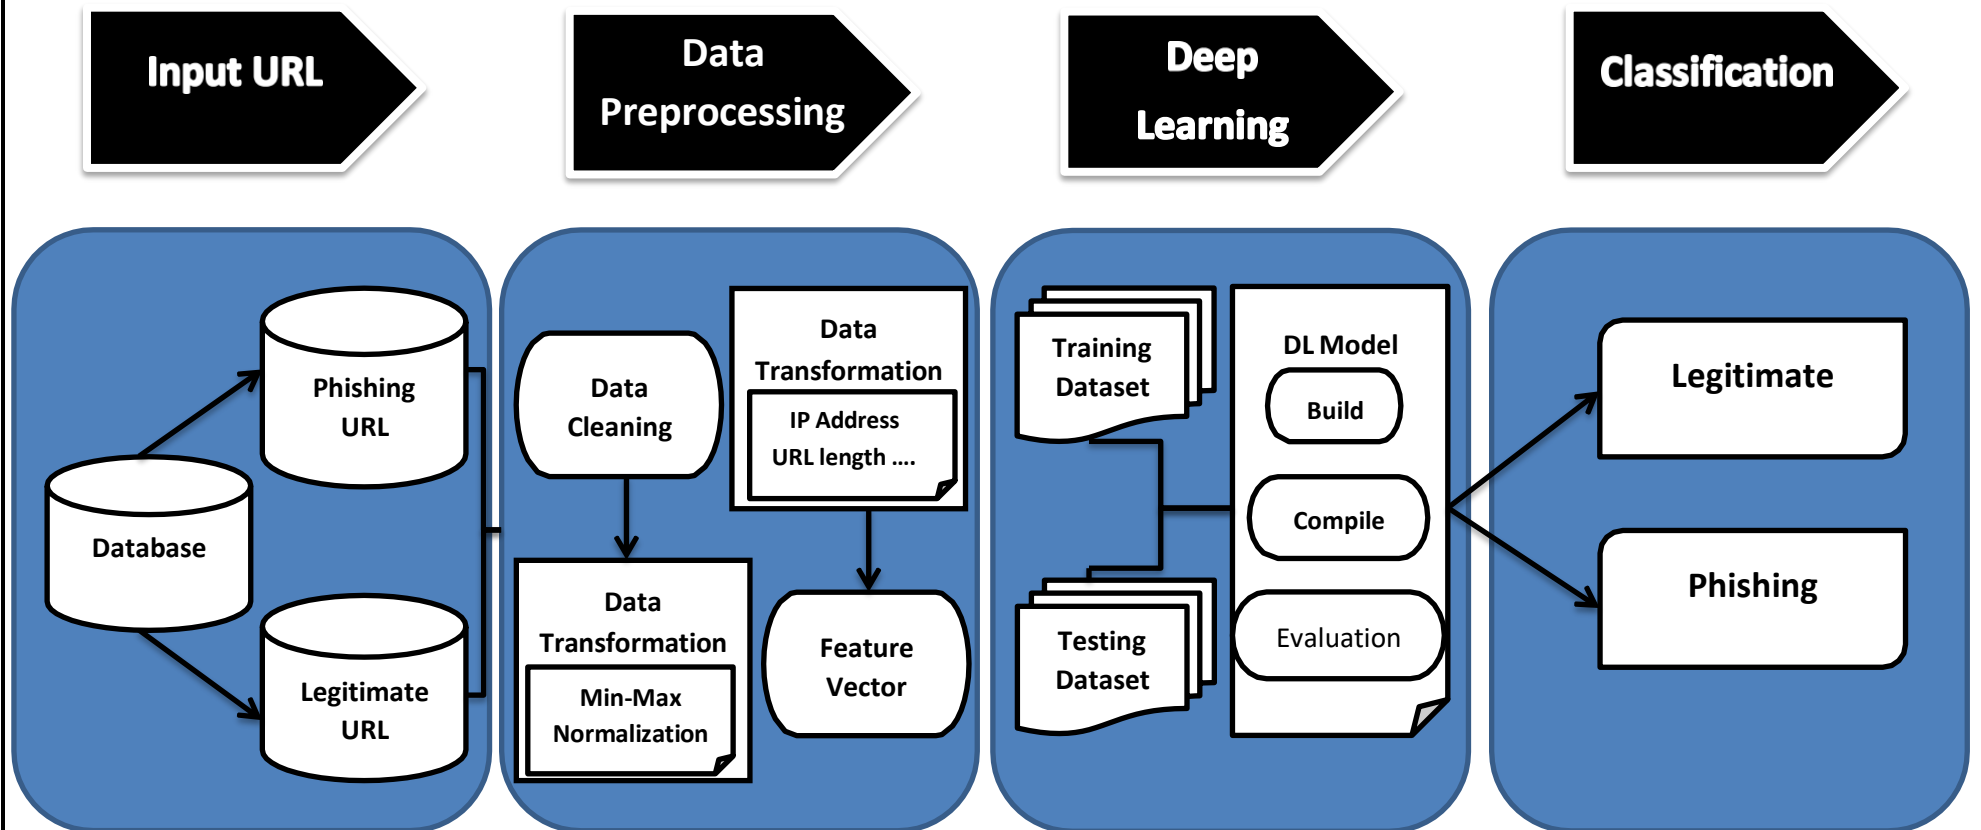 Input URL
Data
Preprocessing
Deep
Learning
Classification
Phishing
URL
Database
Legitimate
URL
Data
Cleaning
Data
Transformation
Min-Max
Normalization
Data
Transformation
IP Address
URL length ....
Feature
Vector
Training
Dataset
Testing
Dataset
DL Model
Build
Compile
Evaluation
Legitimate
Phishing